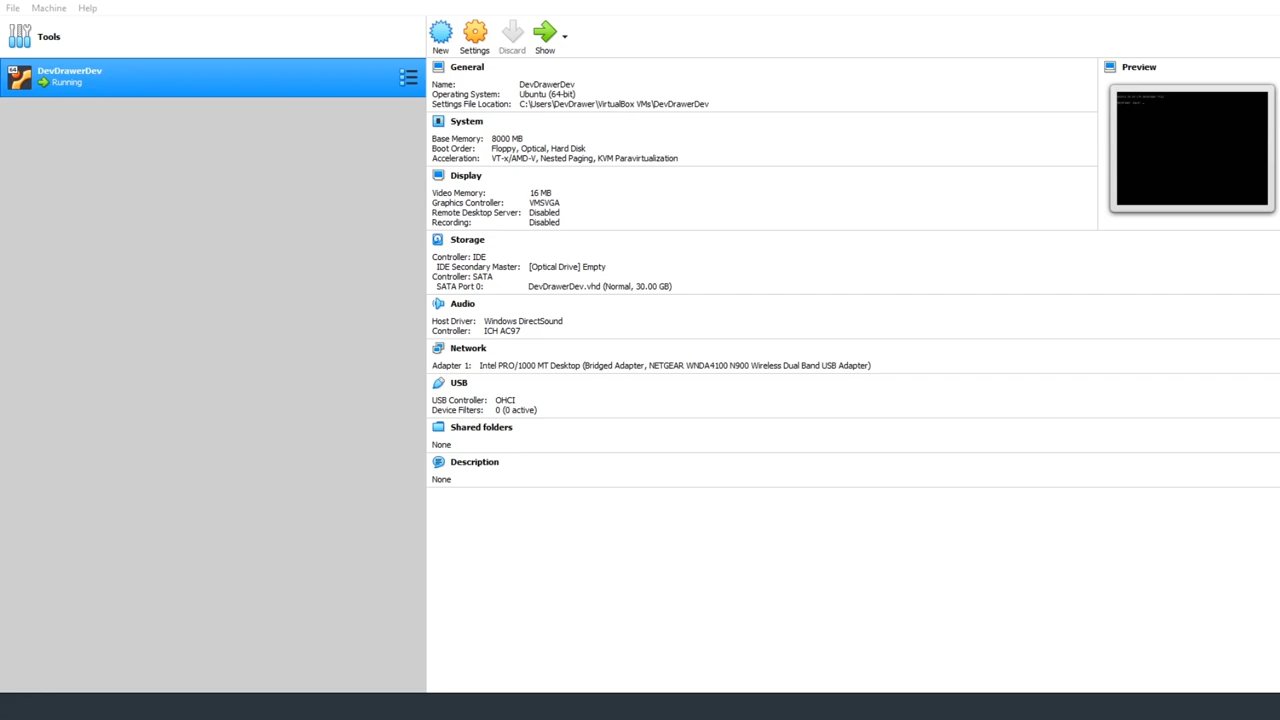 File Machine Help
Tools
64 DevDrawerDev
Running
New Settings Discard Show
General
Name: DevDrawerDev
Operating System: Ubuntu (64-bit)
Settings File Location: C:\Users\DevDrawer\VirtualBox VMs\DevDrawerDev
Preview
System
Base Memory: 8000 MB
Boot Order: Floppy, Optical, Hard Disk
Acceleration: VT-x/AMD-V, Nested Paging, KVM Paravirtualization
Display
Video Memory: 16 MB
Graphics Controller: VMSVGA
Remote Desktop Server: Disabled
Recording: Disabled
Storage
Controller: IDE
IDE Secondary Master: [Optical Drive] Empty
Controller: SATA
SATA Port 0: DevDrawerDev.vhd (Normal, 30.00 GB)
Audio
Host Driver: Windows DirectSound
Controller: ICH AC97
Network
Adapter 1: Intel PRO/1000 MT Desktop (Bridged Adapter, NETGEAR WNDA4100 N900 Wireless Dual Band USB Adapter)
USB
USB Controller: OHCI
Device Filters: 0 (0 active)
Shared folders
None
Description
None